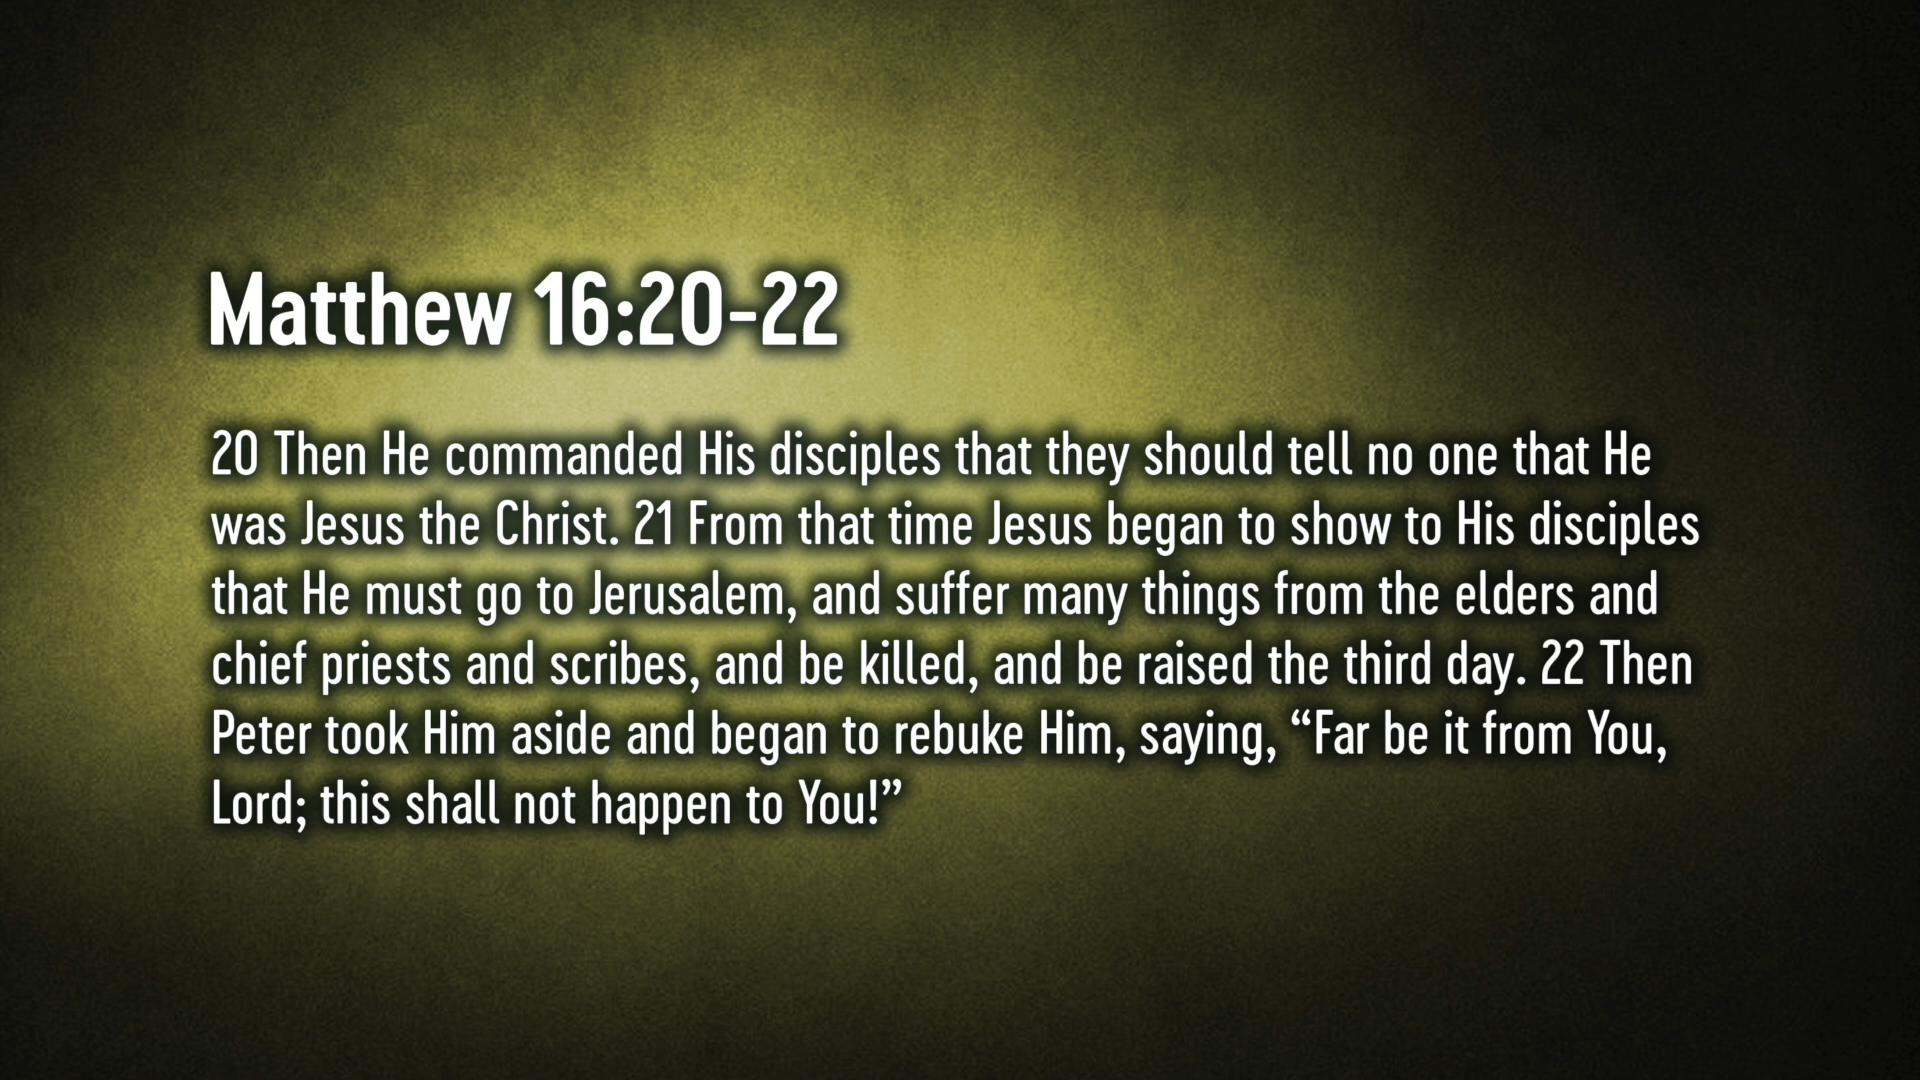 Matthew 16:20-22
20 Then He commanded His disciples that they should tell no one that He
was Jesus the Christ. 21 From that time Jesus began to show to His disciples
that He must go to Jerusalem, and suffer many things from the elders and
chief priests and scribes, and be killed, and be raised the third day. 22 Then
Peter took Him aside and began to rebuke Him, saying, “Far be it from You,
Lord; this shall not happen to You!”